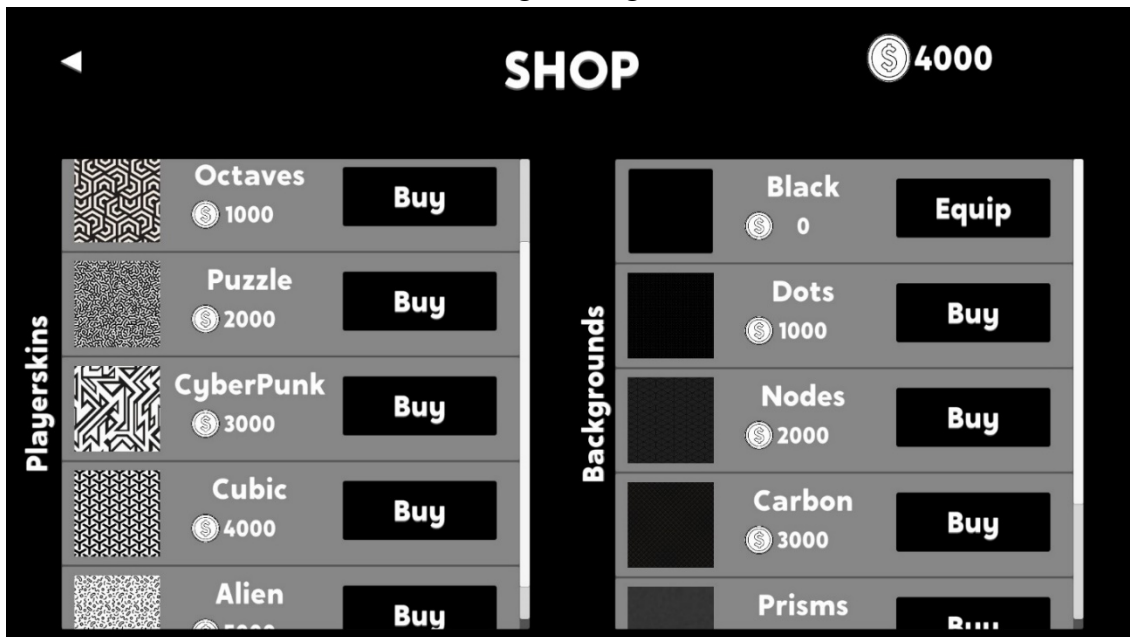 SHOP
4000
Playerskins
Octaves
1000
Buy
Puzzle
2000
Buy
CyberPunk
3000
Buy
Cubic
4000
Buy
Alien
Buy
Backgrounds
Black
0
Equip
Dots
1000
Buy
Nodes
2000
Buy
Carbon
3000
Buy
Prisms
Buy